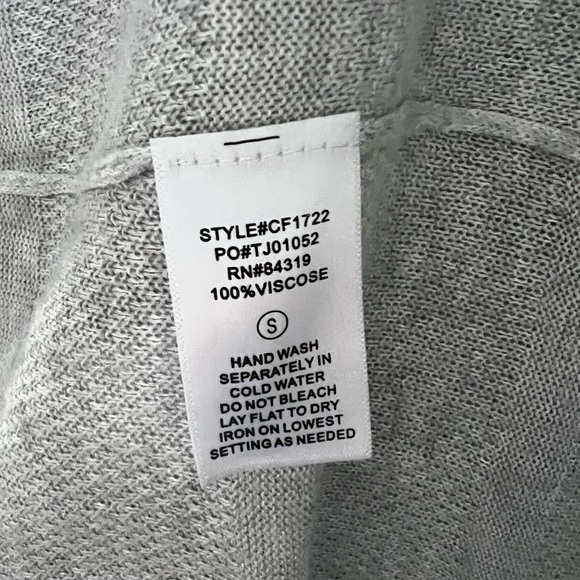 STYLE#CF1722
PO#TJ01052
RN#84319
100%VISCOSE
S
HAND WASH
SEPARATELY IN
COLD WATER
DO NOT BLEACH
LAY FLAT TO DRY
IRON ON LOWEST
SETTING AS NEEDED